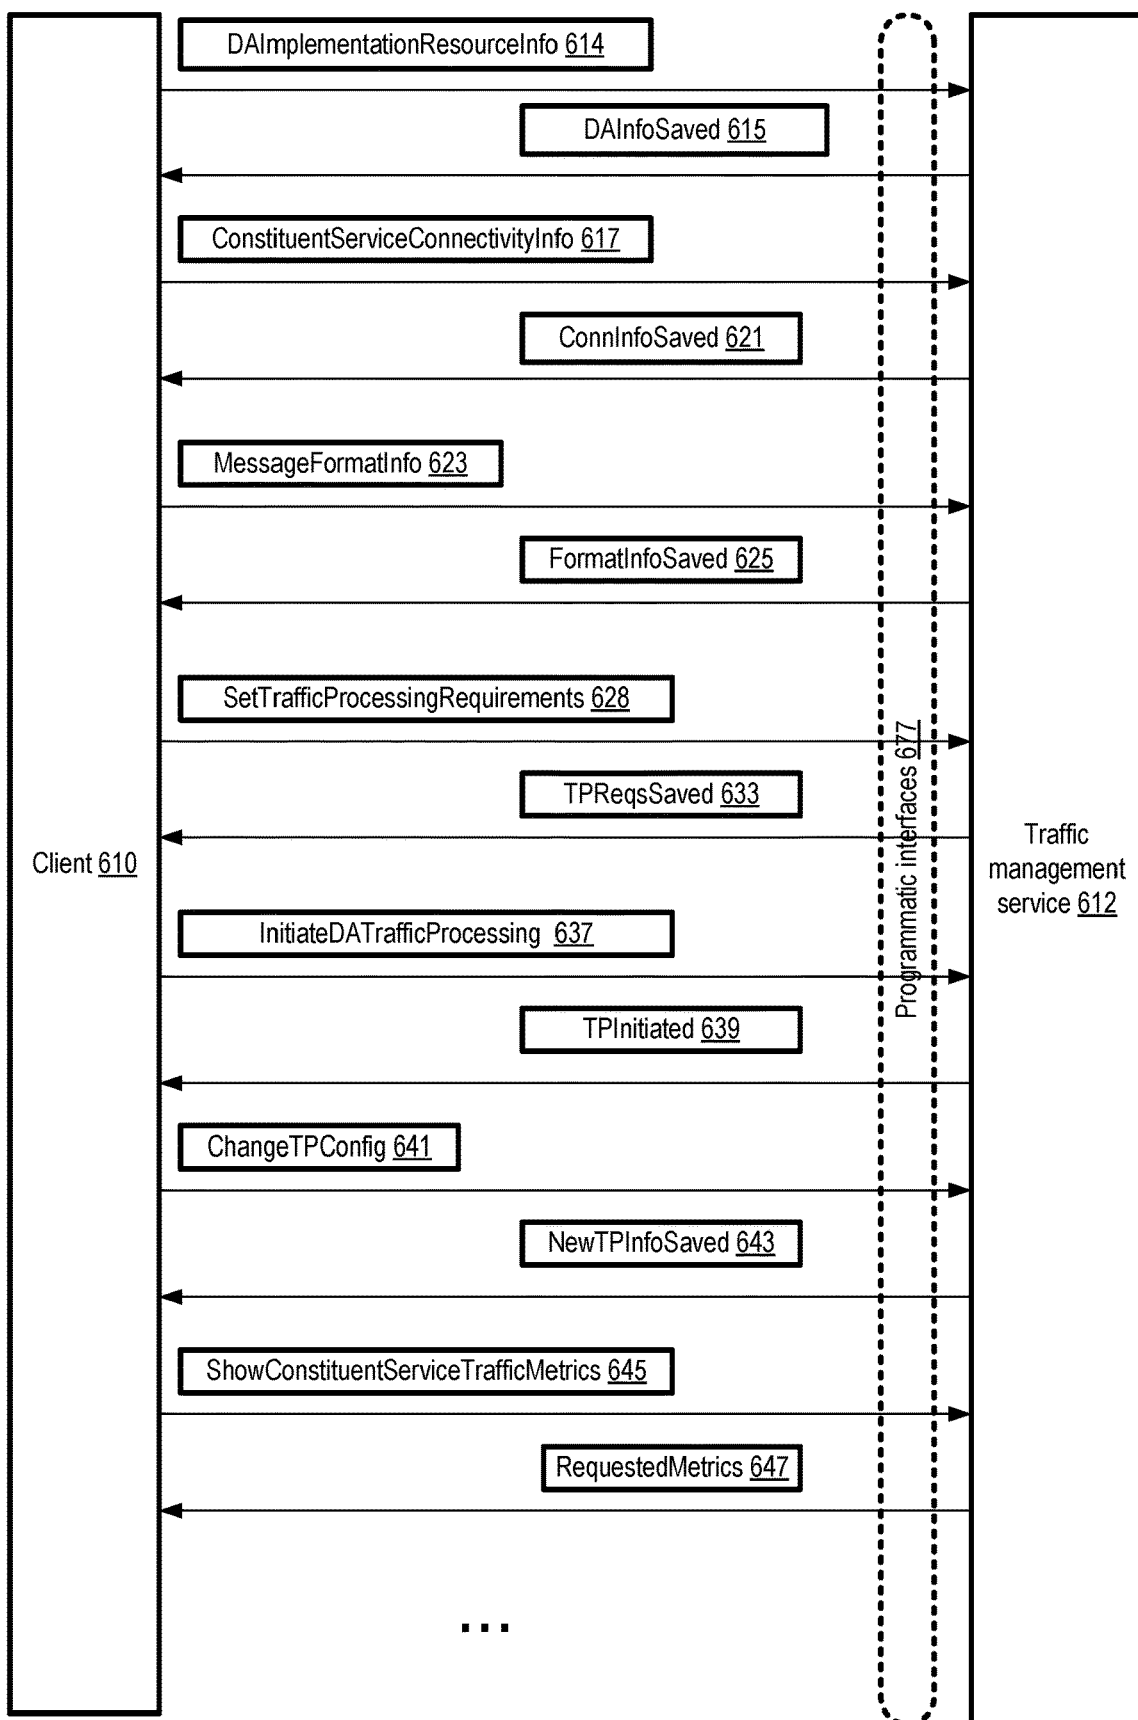 DAImplementationResourceInfo 614
DAInfoSaved 615
ConstituentServiceConnectivityInfo 617
ConnInfoSaved 621
MessageFormatInfo 623
FormatInfoSaved 625
SetTrafficProcessingRequirements 628
TPReqsSaved 633
Client 610
Programmatic interfaces 677
Traffic
management
service 612
InitiateDATrafficProcessing 637
TPInitiated 639
ChangeTPConfig 641
NewTPInfoSaved 643
ShowConstituentServiceTrafficMetrics 645
RequestedMetrics 647
...